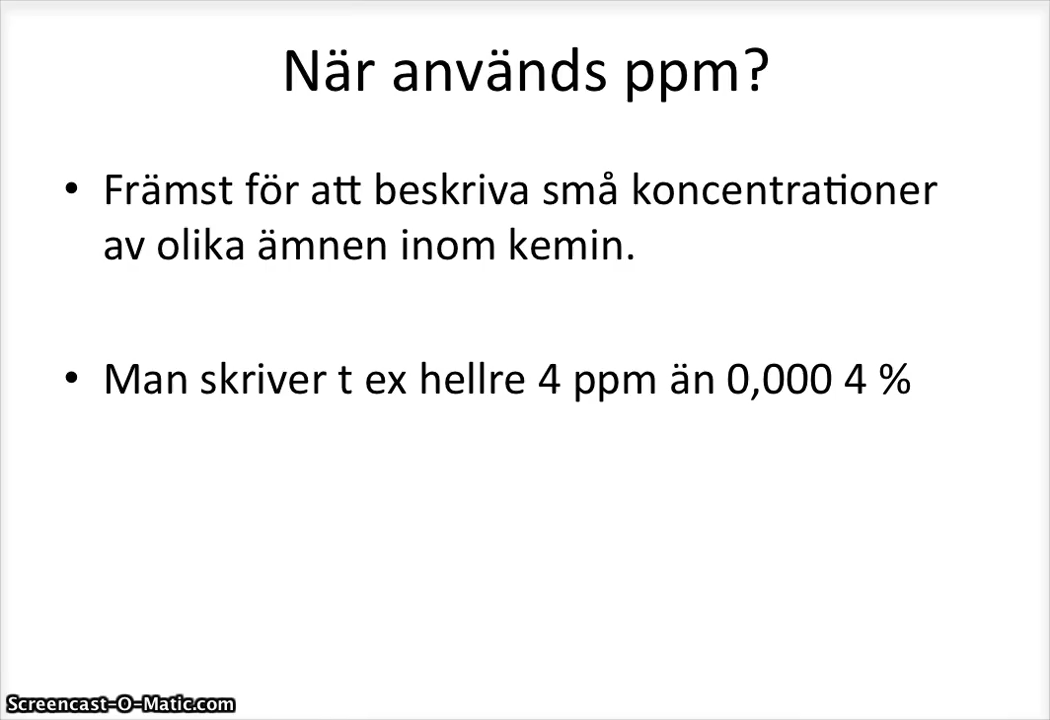 När används ppm?
• Främst för att beskriva små koncentrationer
av olika ämnen inom kemin.
• Man skriver t ex hellre 4 ppm än 0,000 4 %
Screencast-O-Matic.com